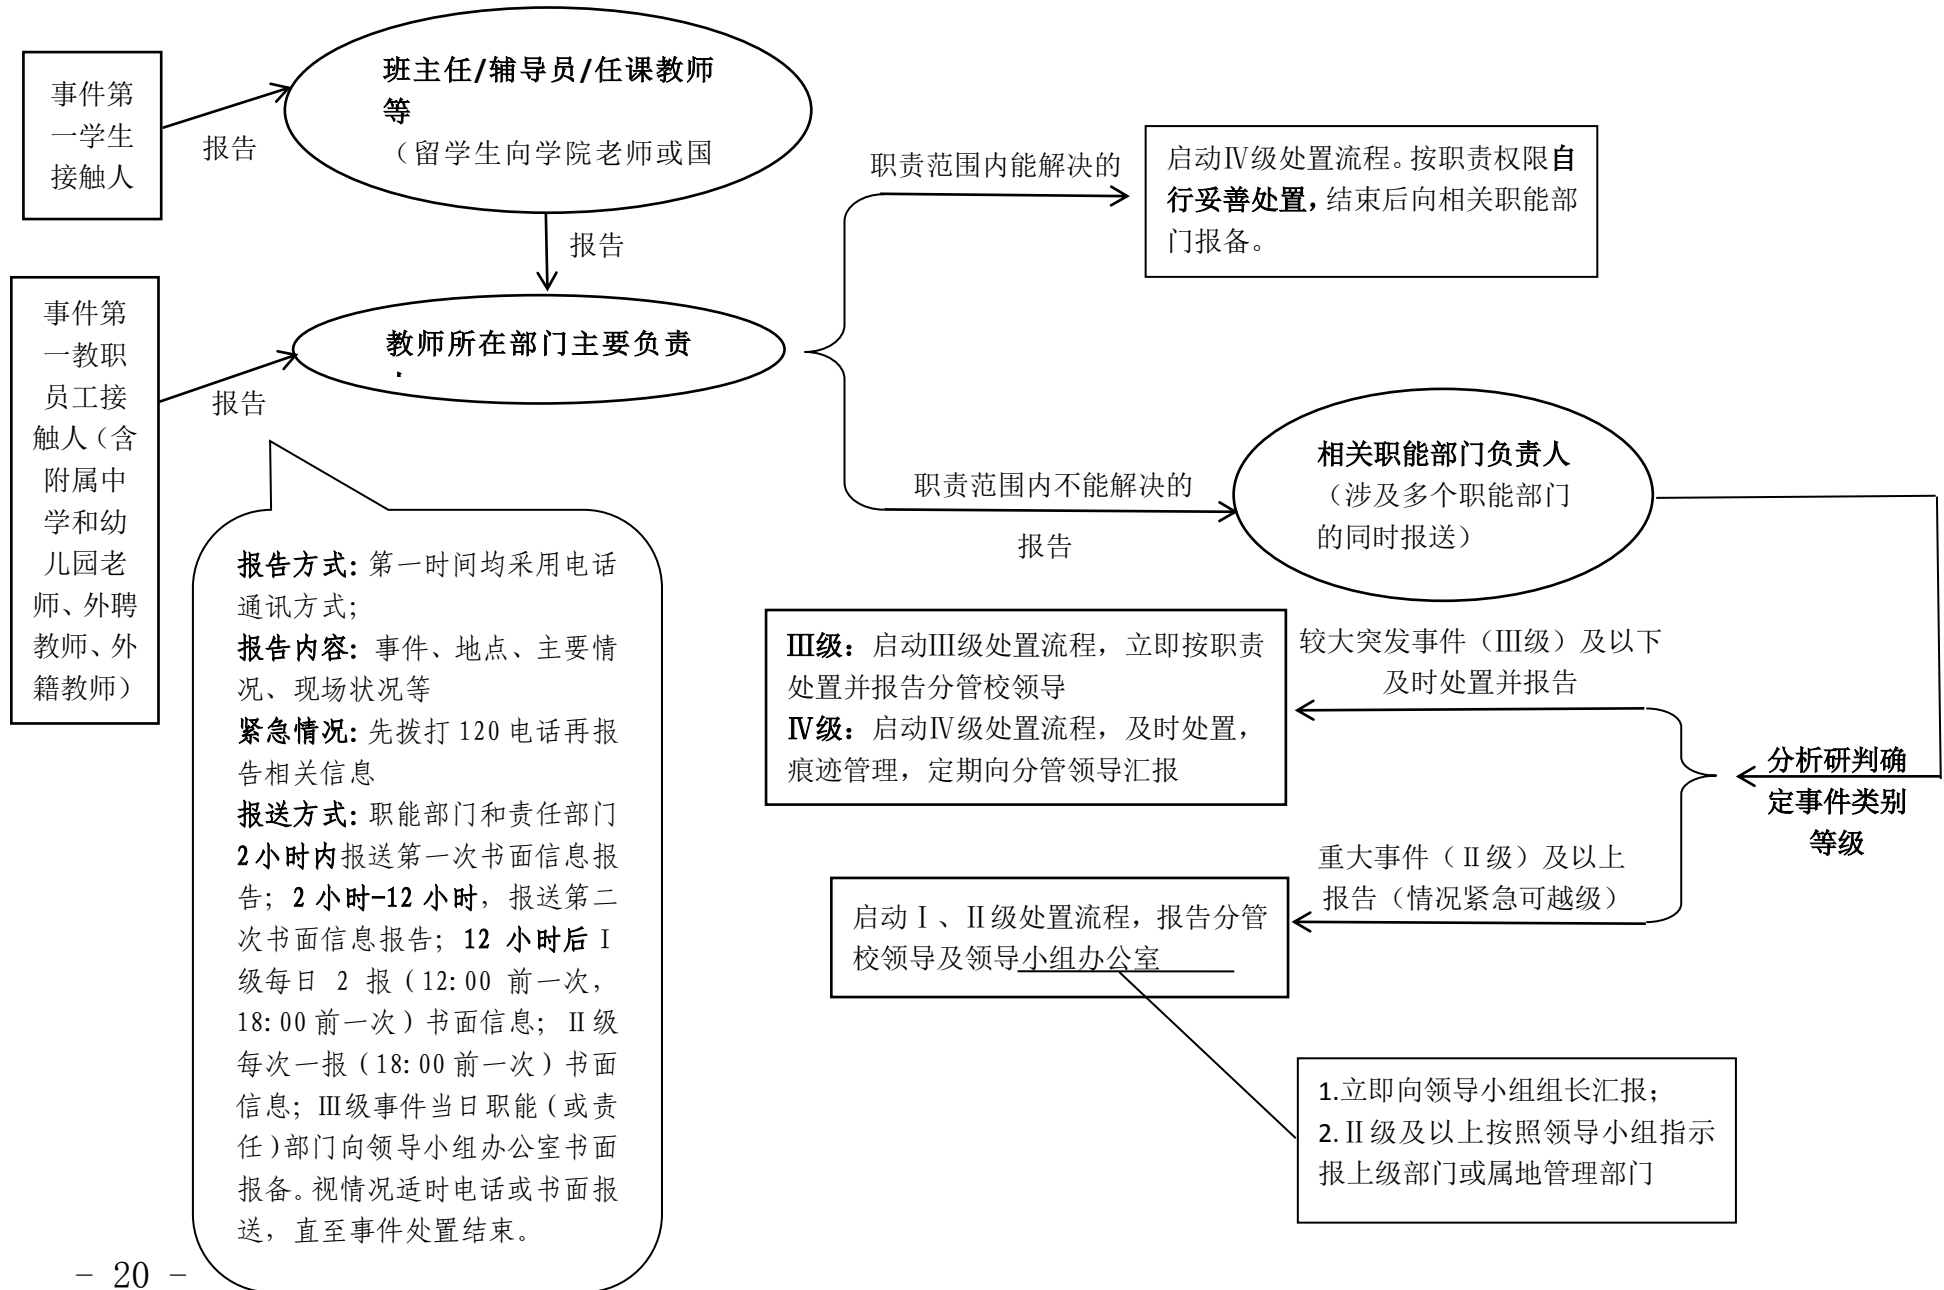 事件第
一学生
接触人
报告
班主任/辅导员/任课教师
等
（留学生向学院老师或国
报告
事件第
一教职
员工接
触人（含
附属中
学和幼
儿园老
师、外聘
教师、外
籍教师）
报告
教师所在部门主要负责
报告方式：第一时间均采用电话
通讯方式；
报告内容：事件、地点、主要情
况、现场状况等
紧急情况：先拨打 120 电话再报
告相关信息
报送方式：职能部门和责任部门
2 小时内报送第一次书面信息报
告；2 小时-12 小时，报送第二
次书面信息报告；12 小时后 I
级每日 2 报（12:00 前一次，
18:00 前一次）书面信息；Ⅱ级
每次一报（18:00 前一次）书面
信息；Ⅲ级事件当日职能（或责
任）部门向领导小组办公室书面
报备。视情况适时电话或书面报
送，直至事件处置结束。
职责范围内能解决的
启动Ⅳ级处置流程。按职责权限自
行妥善处置，结束后向相关职能部
门报备。
职责范围内不能解决的
报告
相关职能部门负责人
（涉及多个职能部门
的同时报送）
分析研判确
定事件类别
等级
较大突发事件（Ⅲ级）及以下
及时处置并报告
Ⅲ级：启动Ⅲ级处置流程，立即按职责
处置并报告分管校领导
Ⅳ级：启动Ⅳ级处置流程，及时处置，
痕迹管理，定期向分管领导汇报
重大事件（Ⅱ级）及以上
报告（情况紧急可越级）
启动Ⅰ、Ⅱ级处置流程，报告分管
校领导及领导小组办公室
1.立即向领导小组组长汇报；
2.Ⅱ级及以上按照领导小组指示
报上级部门或属地管理部门
- 20 -